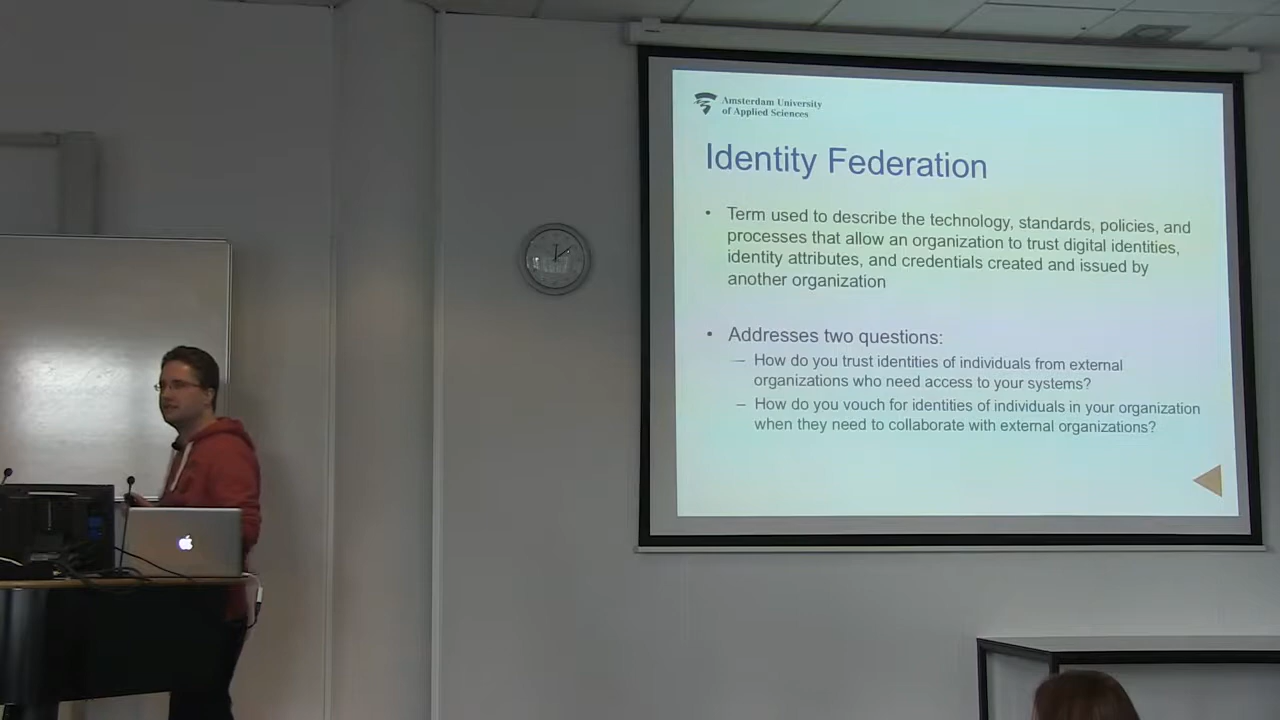 Amsterdam University
of Applied Sciences
Identity Federation
• Term used to describe the technology, standards, policies, and
processes that allow an organization to trust digital identities,
identity attributes, and credentials created and issued by
another organization
• Addresses two questions:
– How do you trust identities of individuals from external
organizations who need access to your systems?
– How do you vouch for identities of individuals in your organization
when they need to collaborate with external organizations?